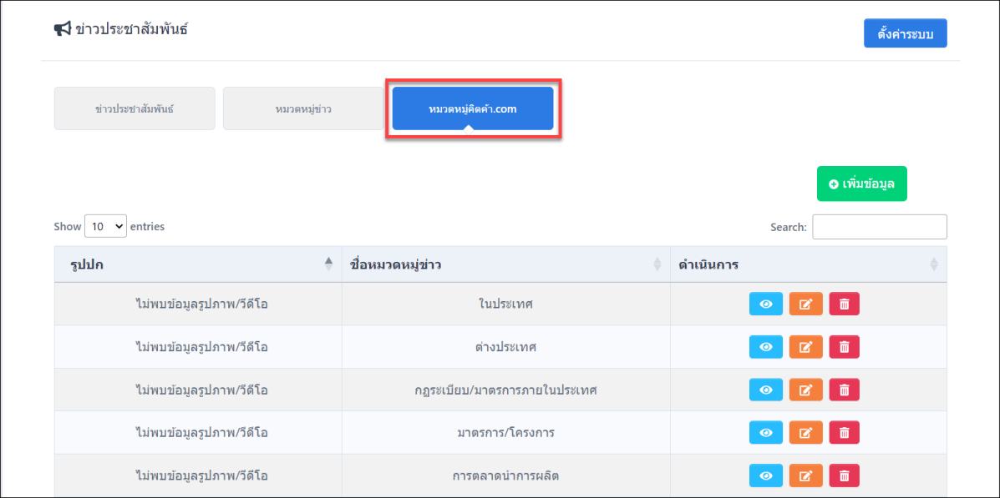 ข่าวประชาสัมพันธ์
ตั้งค่าระบบ
ข่าวประชาสัมพันธ์ หมวดหมู่ข่าว หมวดหมู่คิดค้า.com
เพิ่มข้อมูล
Show 10 entries Search:
รูปปก ชื่อหมวดหมู่ข่าว ดำเนินการ
ไม่พบข้อมูลรูปภาพ/วีดีโอ ในประเทศ
ไม่พบข้อมูลรูปภาพ/วีดีโอ ต่างประเทศ
ไม่พบข้อมูลรูปภาพ/วีดีโอ กฏระเบียบ/มาตรการภายในประเทศ
ไม่พบข้อมูลรูปภาพ/วีดีโอ มาตรการ/โครงการ
ไม่พบข้อมูลรูปภาพ/วีดีโอ การตลาดนำการผลิต